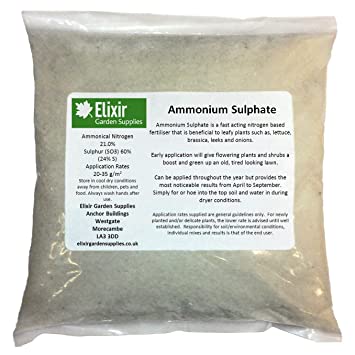 Elixir
Garden Supplies
Ammonical Nitrogen
21.0%
Sulphur (SO3) 60%
(24% S)
Application Rates
20-35 g/m²
Store in cool dry conditions
away from children, pets and
food. Always wash hands after
use.
Elixir Garden Supplies
Anchor Buildings
Westgate
Morecambe
LA3 3DD
elixirgardensupplies.co.uk
Ammonium Sulphate
Ammonium Sulphate is a fast acting nitrogen based
fertiliser that is beneficial to leafy plants such as, lettuce,
brassica, leeks and onions.
Early application will give flowering plants and shrubs a
boost and green up an old, tired looking lawn.
Can be applied throughout the year but provides the
most noticeable results from April to September.
Simply for or hoe into the top soil and water in during
dryer conditions.
Application rates supplied are general guidelines only. For newly
planted and/or delicate plants, the lower rate is advised until well
established. Responsibility for soil/environmental conditions,
individual mixes and results is that of the end user.